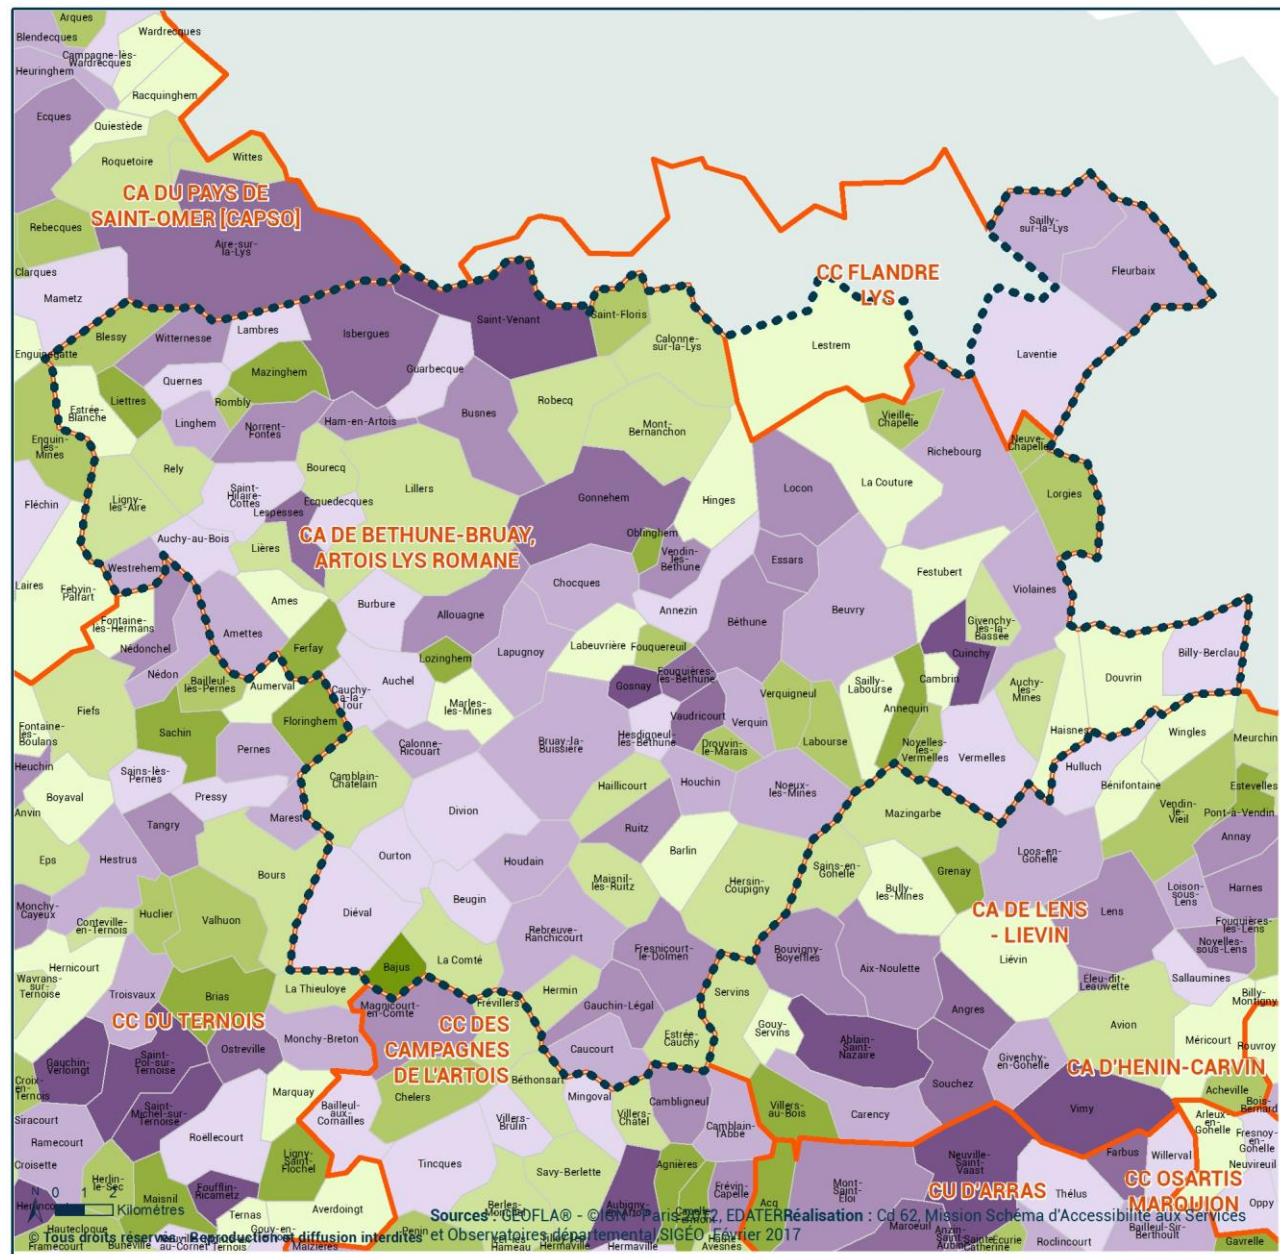 Arques
Wardrecques
Blendecques
Campagne-lès-
Wardrecques
Heuringhem
Racquinghem
Ecques
Quiestède
Roquetoire
Wittes
CA DU PAYS DE
SAINT-OMER [CAPSO]
Rebecques
Aire-sur-
la-Lys
Clarques
Mametz
Sailly-
sur-la-Lys
Fleurbaix
CC FLANDRE
LYS
Enguinegatte
Blessy
Witternesse
Lambres
Isbergues
Saint-Venant
Saint-Floris
Calonne-
sur-la-Lys
Lestrem
Laventie
Guarbecque
Quernes
Mazinghem
Liettres
Rombly
Estrée-
Blanche
Linghem
Norrent-
Fontes
Ham-en-Artois
Busnes
Robecq
Mont-
Bernanchon
Vieille-
Chapelle
Richebourg
Neuve-
Chapelle
Enguin-
les-
Mines
Rely
Bourecq
Lillers
Gonnehem
Hinges
Locon
La Couture
Lorgies
Fléchin
Ligny-
lès-Aire
Saint-
Hilaire-
Cottes
Ecquedecques
Lespesses
CA DE BETHUNE-BRUAY,
ARTOIS LYS ROMANE
Oblinghem
Vendin-
les-
Béthune
Essars
Auchy-au-Bois
Lières
Westrehem
Laires
Febvin-
Palfart
Fontaine-
lès-Hermans
Ames
Burbure
Allouagne
Chocques
Annezin
Béthune
Beuvry
Festubert
Violaines
Givenchy-
lès-la-
Bassée
Cuinchy
Nédonchel
Amettes
Ferfay
Lozinghem
Lapugnoy
Labeuvrière
Fouquereuil
Fouquières-
lès-Béthune
Billy-Berclau
Douvrin
Nédon
Bailleul-
les-Pernes
Aumerval
Auchel
Cauchy-
à-la-
Tour
Marles-
les-Mines
Gosnay
Vaudricourt
Verquin
Verquigneul
Sailly-
Labourse
Cambrin
Annequin
Auchy-
les-
Mines
Fiefs
Floringhem
Fontaine-
lès-
Boulans
Sachin
Pernes
Calonne-
Ricouart
Bruay-la-
Buissière
Hesdigneul-
lès-Béthune
Drouvin-
le-Marais
Labourse
Noyelles-
les-
Vermelles
Vermelles
Haisnes
Wingles
Meurchin
Heuchin
Boyaval
Sains-lès-
Pernes
Pressy
Camblain-
Châtelain
Haillicourt
Houchin
Noeux-
les-Mines
Hulluch
Bénifontaine
Estevelles
Anvin
Tangry
Marest
Divion
Ruitz
Mazingarbe
Vendin-
le-
Vieil
Pont-à-Vendin
Annay
Eps
Hestrus
Bours
Ourton
Houdain
Barlin
Sains-en-
Gohelle
Bully-
les-Mines
Grenay
Loos-en-
Gohelle
Loison-
sous-
Lens
Harnes
Monchy-
Cayeux
Conteville-
en-Ternois
Huclier
Valhuon
Diéval
Beugin
Maisnil-
lès-Ruitz
Hersin-
Coupigny
CA DE LENS
- LIEVIN
Lens
Fouquières-
lès-Lens
Rebreuve-
Ranchicourt
Noyelles-
sous-Lens
Fresnicourt-
le-Dolmen
Bouvigny-
Boyeffles
Aix-Noulette
Liévin
Hernicourt
Wavrans-
sur-
Ternoise
Troisvaux
Brias
La Thieuloye
Bajus
La Comté
Hermin
Servins
Eleu-dit-
Leauwette
Sallaumines
Billy-
Montigny
CC DU TERNOIS
Magnicourt-
en-Comte
Frévillers
Gauchin-Légal
Angres
Avion
Méricourt
Rouvroy
Monchy-Breton
CC DES
CAMPAGNES
DE L'ARTOIS
Estrée-
Cauchy
Gouy-
Servins
Ablain-
Saint-
Nazaire
Gauchin-
Verloingt
Saint-
Pol-sur-
Ternoise
Ostreville
Caucourt
Souchez
Givenchy-
en-Gohelle
CA D'HENIN-CARVIN
Croix-
en-
Ternois
Marquay
Béthonsart
Chelers
Mingoval
Acheville
Bois-
Bernard
Vimy
Saint-
Michel-sur-
Ternoise
Bailleul-
aux-
Cornailles
Villers-
Brûlin
Villers-
Châtel
Cambligneul
Villers-
au-Bois
Carency
Arleux-
en-
Gohelle
Siracourt
Ramecourt
Roëllecourt
Camblain-
l'Abbé
Fresnoy-
en-
Gohelle
Neuville-
Saint-
Vaast
Farbus
Willerval
Neuvireuil
Croisette
Ligny-
Saint-
Flochel
Tincques
Savy-Berlette
Agnières
Herlin-
le-Sec
Maisnil
Foufflin-
Ricametz
Aubigny-
en-Artois
Frévin-
Capelle
Acq
Mont-
Saint-
Eloi
CU D'ARRAS
Thélus
CC OSARTIS
MARQUION
Oppy
N
0 1 2
Kilomètres
Ternas
Averdoingt
Maroeuil
Bailleul-Sir-
Berthoult
Hautecloque
Framecourt
Buneville
Maizières
Penin
Hermaville
Avesnes
Ecurie
Roclincourt
Gavrelle
Sources : GEOFLA® - ©IGN - Paris - 2012, EDATER Réalisation : Cd 62, Mission Schéma d'Accessibilité aux Services
© Tous droits réservés - Reproduction et diffusion interdites et Observatoires départemental,SIGÉO, Février 2017